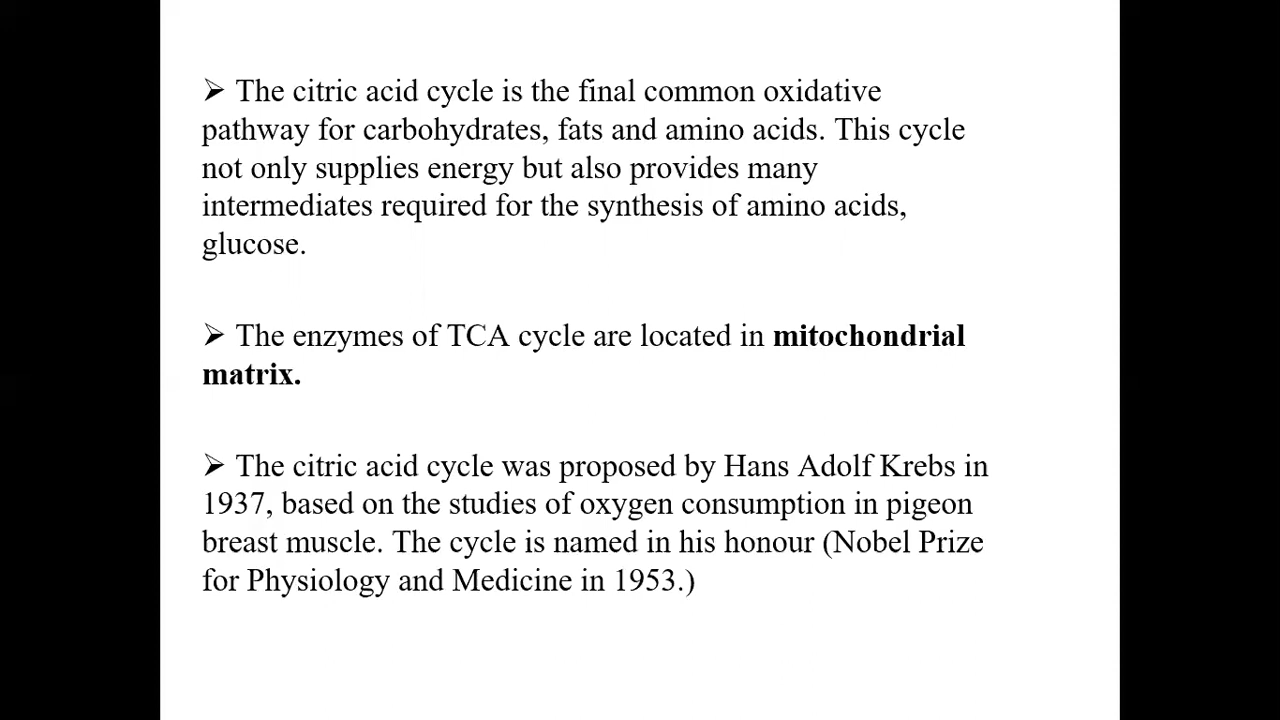 ➢ The citric acid cycle is the final common oxidative
pathway for carbohydrates, fats and amino acids. This cycle
not only supplies energy but also provides many
intermediates required for the synthesis of amino acids,
glucose.
➢ The enzymes of TCA cycle are located in mitochondrial
matrix.
➢ The citric acid cycle was proposed by Hans Adolf Krebs in
1937, based on the studies of oxygen consumption in pigeon
breast muscle. The cycle is named in his honour (Nobel Prize
for Physiology and Medicine in 1953.)